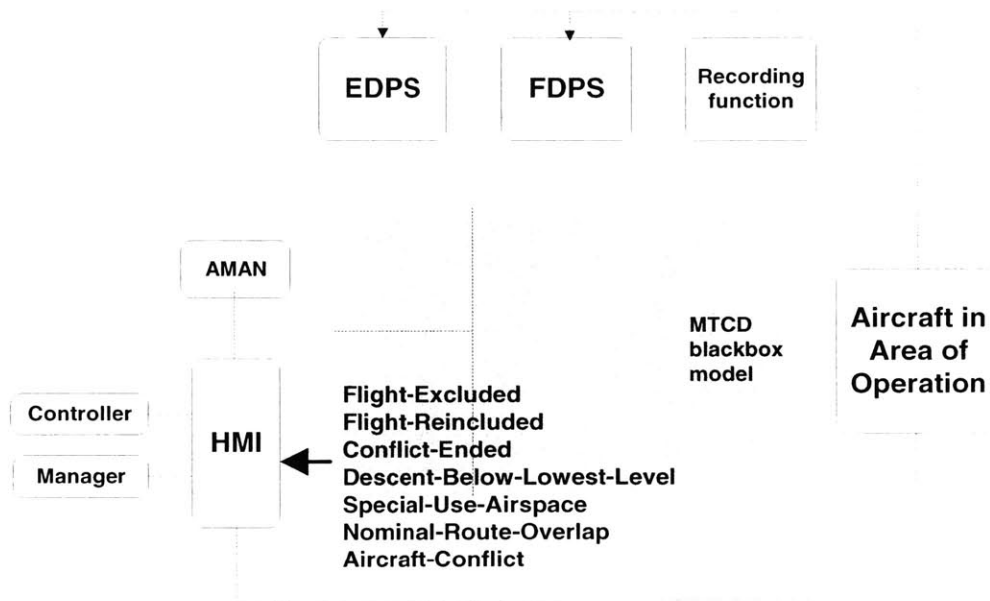 EDPS
FDPS
Recording
function
AMAN
MTCD
blackbox
model
Aircraft in
Area of
Operation
Controller
Manager
HMI
Flight-Excluded
Flight-Reincluded
Conflict-Ended
Descent-Below-Lowest-Level
Special-Use-Airspace
Nominal-Route-Overlap
Aircraft-Conflict